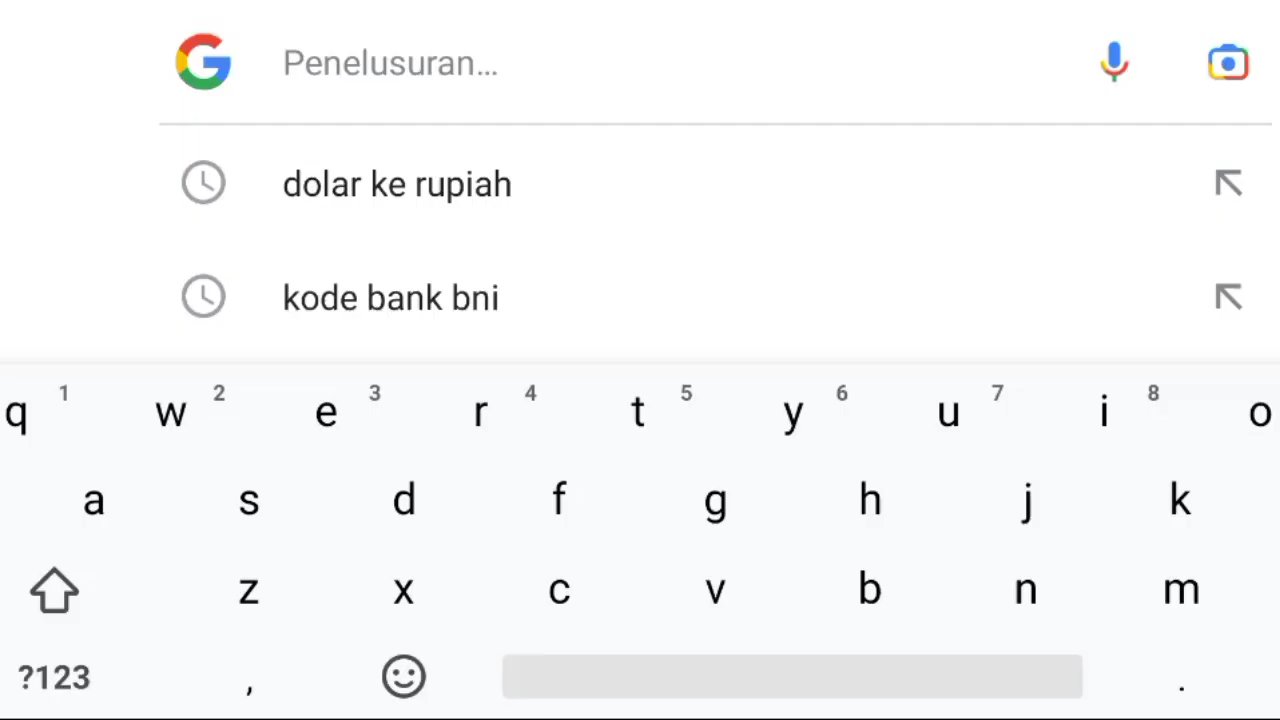 Penelusuran...
dolar ke rupiah
kode bank bni
1 2 3 4 5 6 7 8
q w e r t y u i o
a s d f g h j k
z x c v b n m
?123 , .